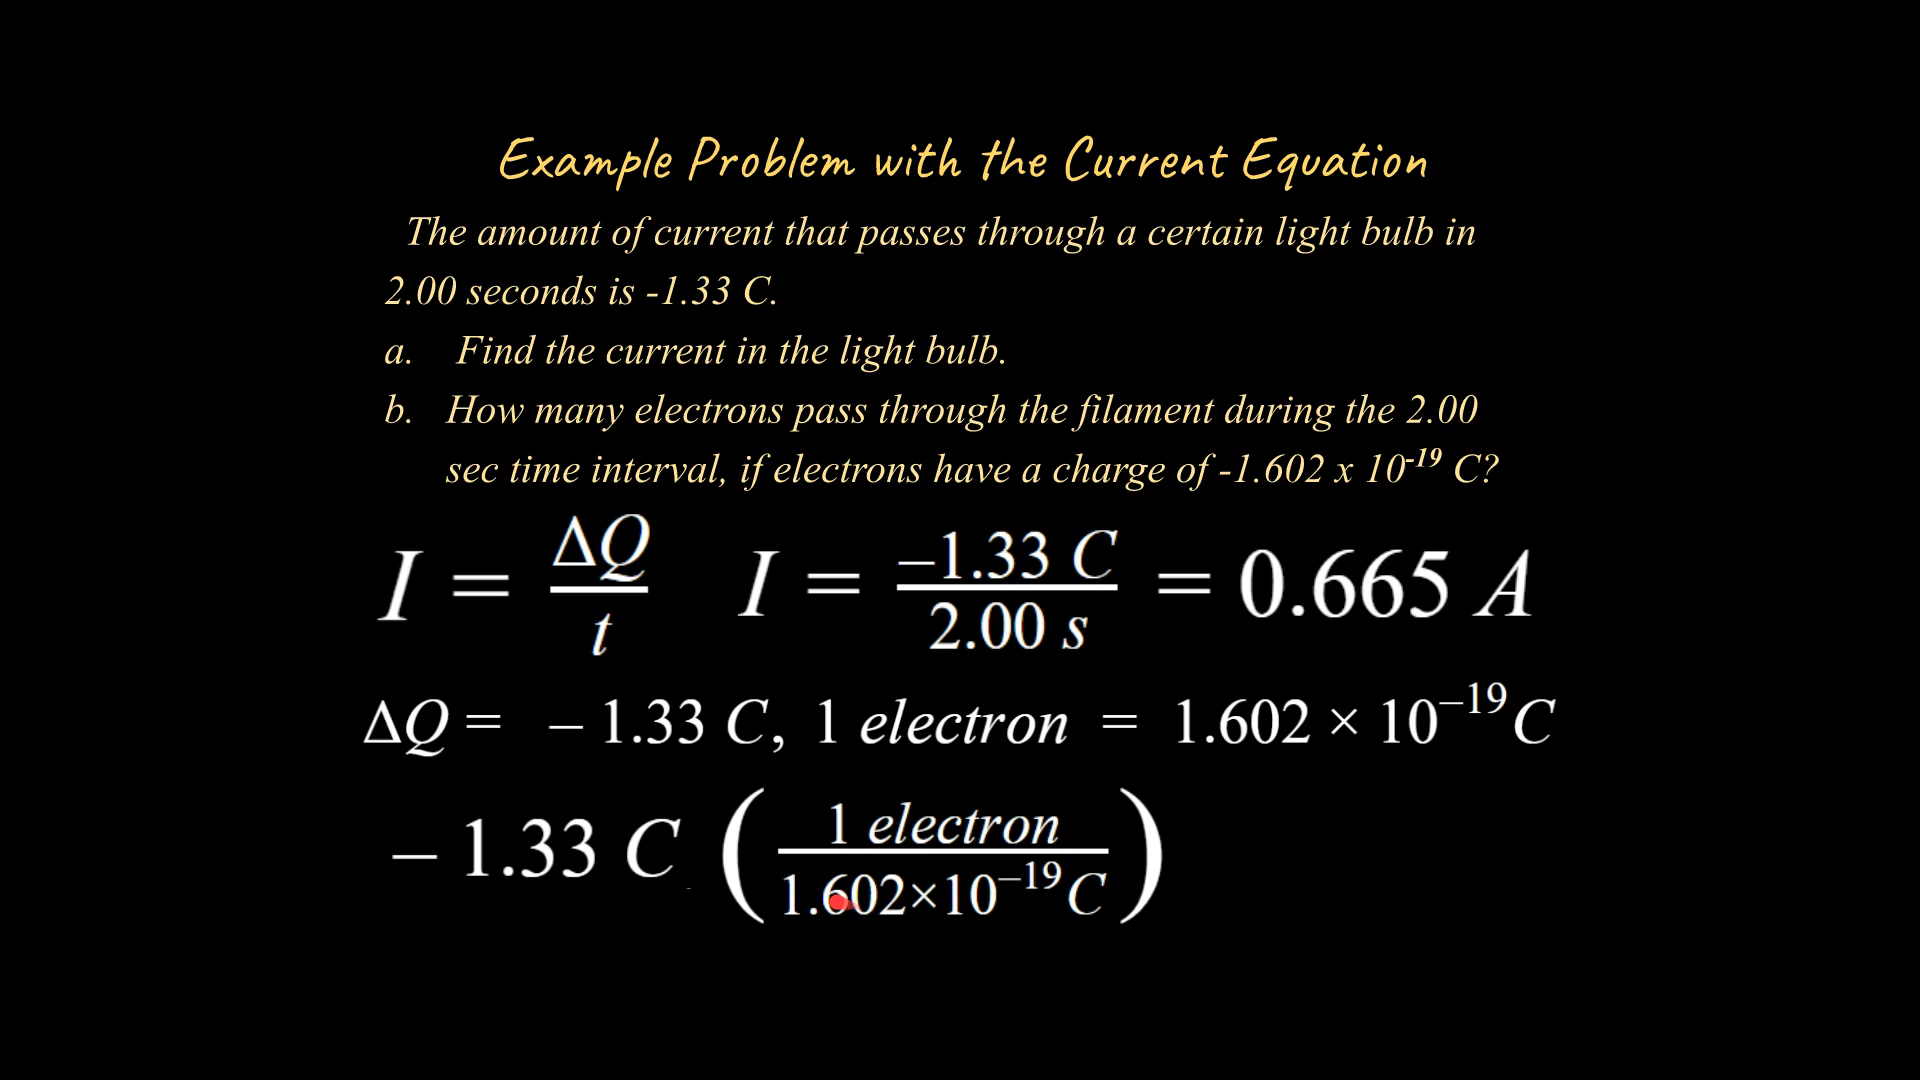 Example Problem with the Current Equation
The amount of current that passes through a certain light bulb in
2.00 seconds is -1.33 C.
a. Find the current in the light bulb.
b. How many electrons pass through the filament during the 2.00
sec time interval, if electrons have a charge of -1.602 x 10⁻¹⁹ C?
I = ΔQ / t   I = –1.33 C / 2.00 s = 0.665 A
ΔQ = – 1.33 C, 1 electron = 1.602 × 10⁻¹⁹ C
– 1.33 C (1 electron / 1.602×10⁻¹⁹ C)